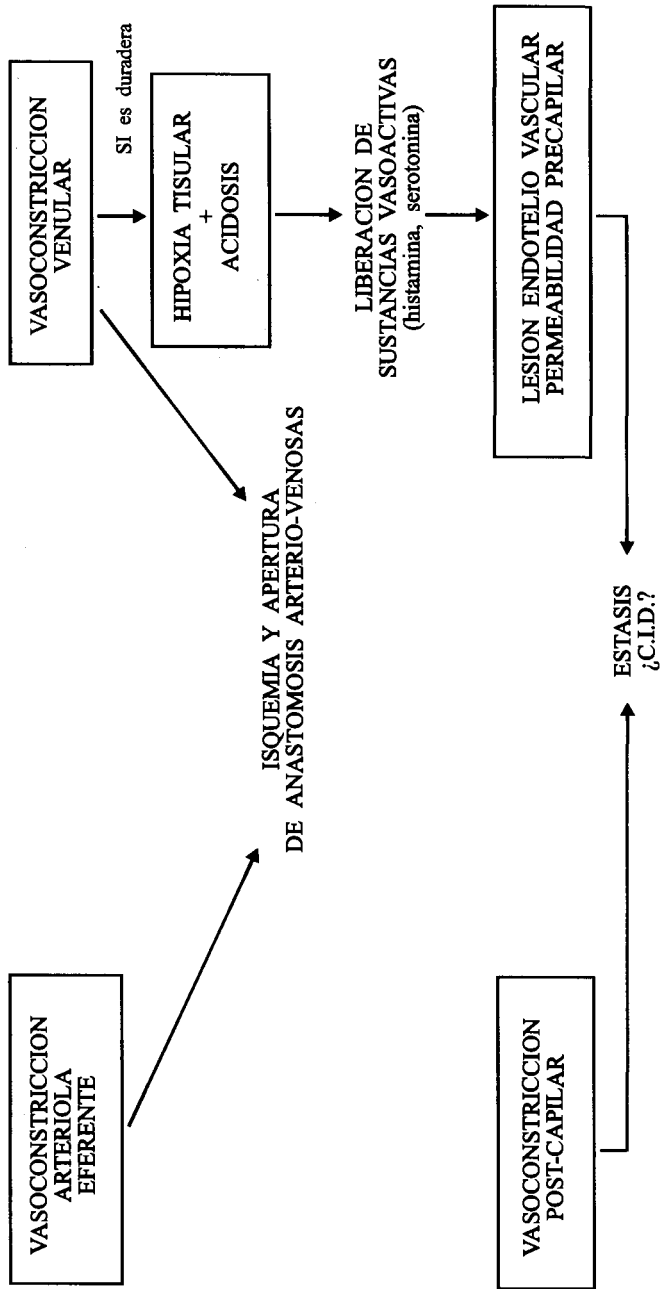 VASOCONSTRICCION
ARTERIOLA
EFERENTE
VASOCONSTRICCION
VENULAR
SI es duradera
HIPOXIA TISULAR
+
ACIDOSIS
ISQUEMIA Y APERTURA
DE ANASTOMOSIS ARTERIO-VENOSAS
LIBERACION DE
SUSTANCIAS VASOACTIVAS
(histamina, serotonina)
VASOCONSTRICCION
POST-CAPILAR
LESION ENDOTELIO VASCULAR
PERMEABILIDAD PRECAPILAR
ESTASIS
¿C.I.D.?